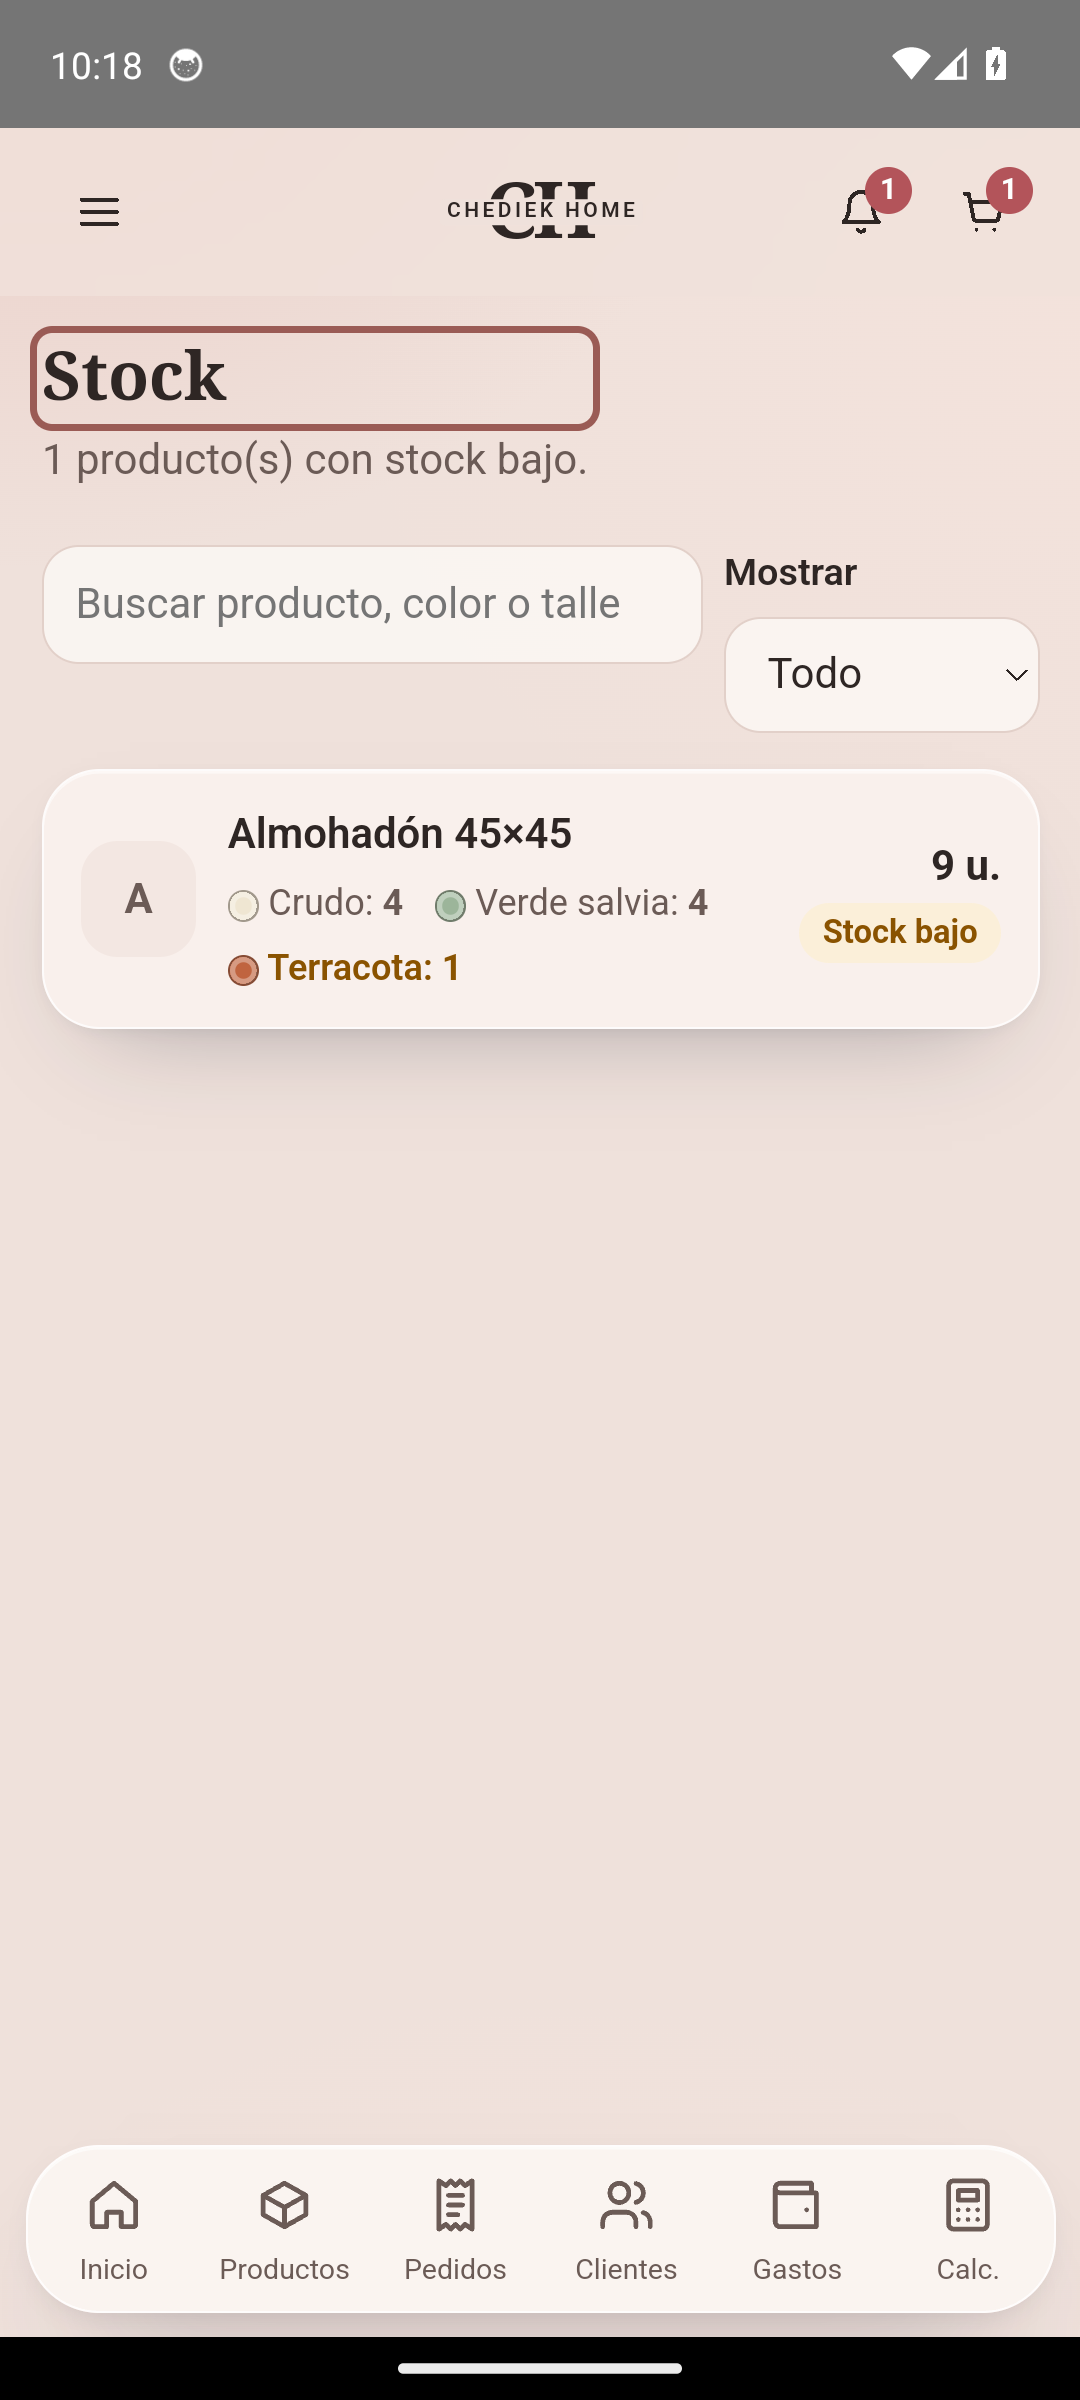 10:18
CH
CHEDIEK HOME
1
1
Stock
1 producto(s) con stock bajo.
Buscar producto, color o talle
Mostrar
Todo
A
Almohadón 45×45
Crudo: 4 Verde salvia: 4
Terracota: 1
9 u.
Stock bajo
Inicio
Productos
Pedidos
Clientes
Gastos
Calc.